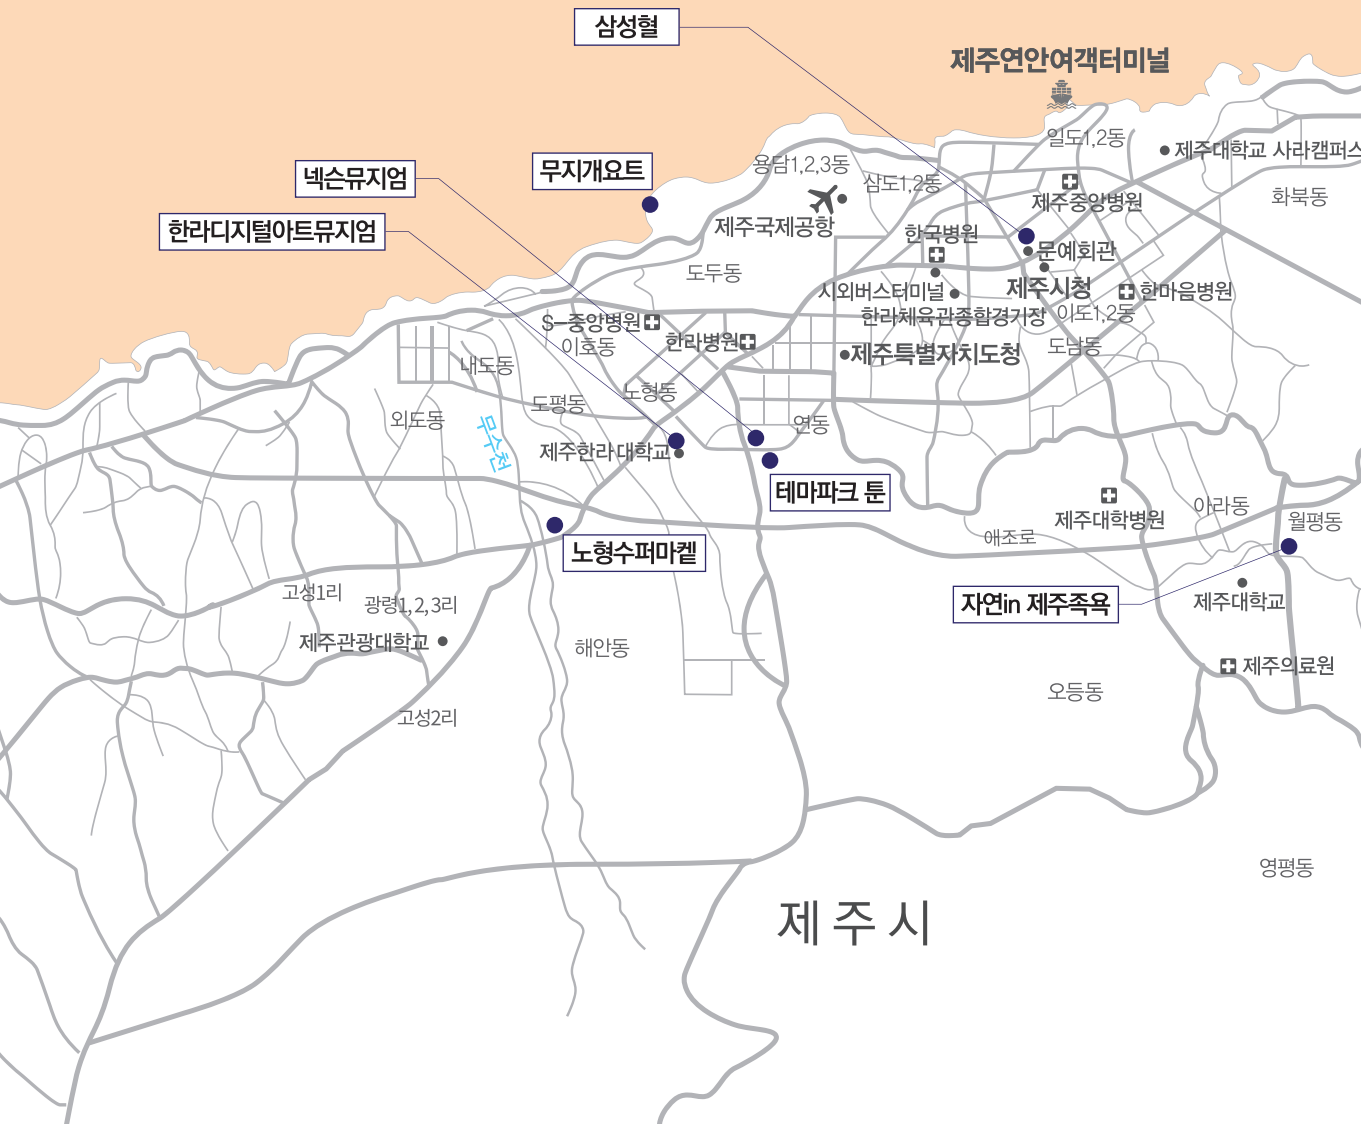 삼성혈
제주연안여객터미널
일도1,2동
제주대학교 사라캠퍼스
넥슨뮤지엄
무지개요트
용담1,2,3동
삼도1,2동
제주중앙병원
화북동
한라디지털아트뮤지엄
제주국제공항
한국병원
문예회관
도두동
시외버스터미널
제주시청
한마음병원
한라체육관종합경기장
이도1,2동
S-중앙병원
이호동
한라병원
제주특별자치도청
도남동
내도동
노형동
외도동
도평동
연동
무수천
제주한라대학교
테마파크 툰
제주대학병원
아라동
월평동
애조로
노형수퍼마켙
고성1리
광령1,2,3리
자연in 제주족욕
제주대학교
제주관광대학교
해안동
제주의료원
오등동
고성2리
영평동
제주시